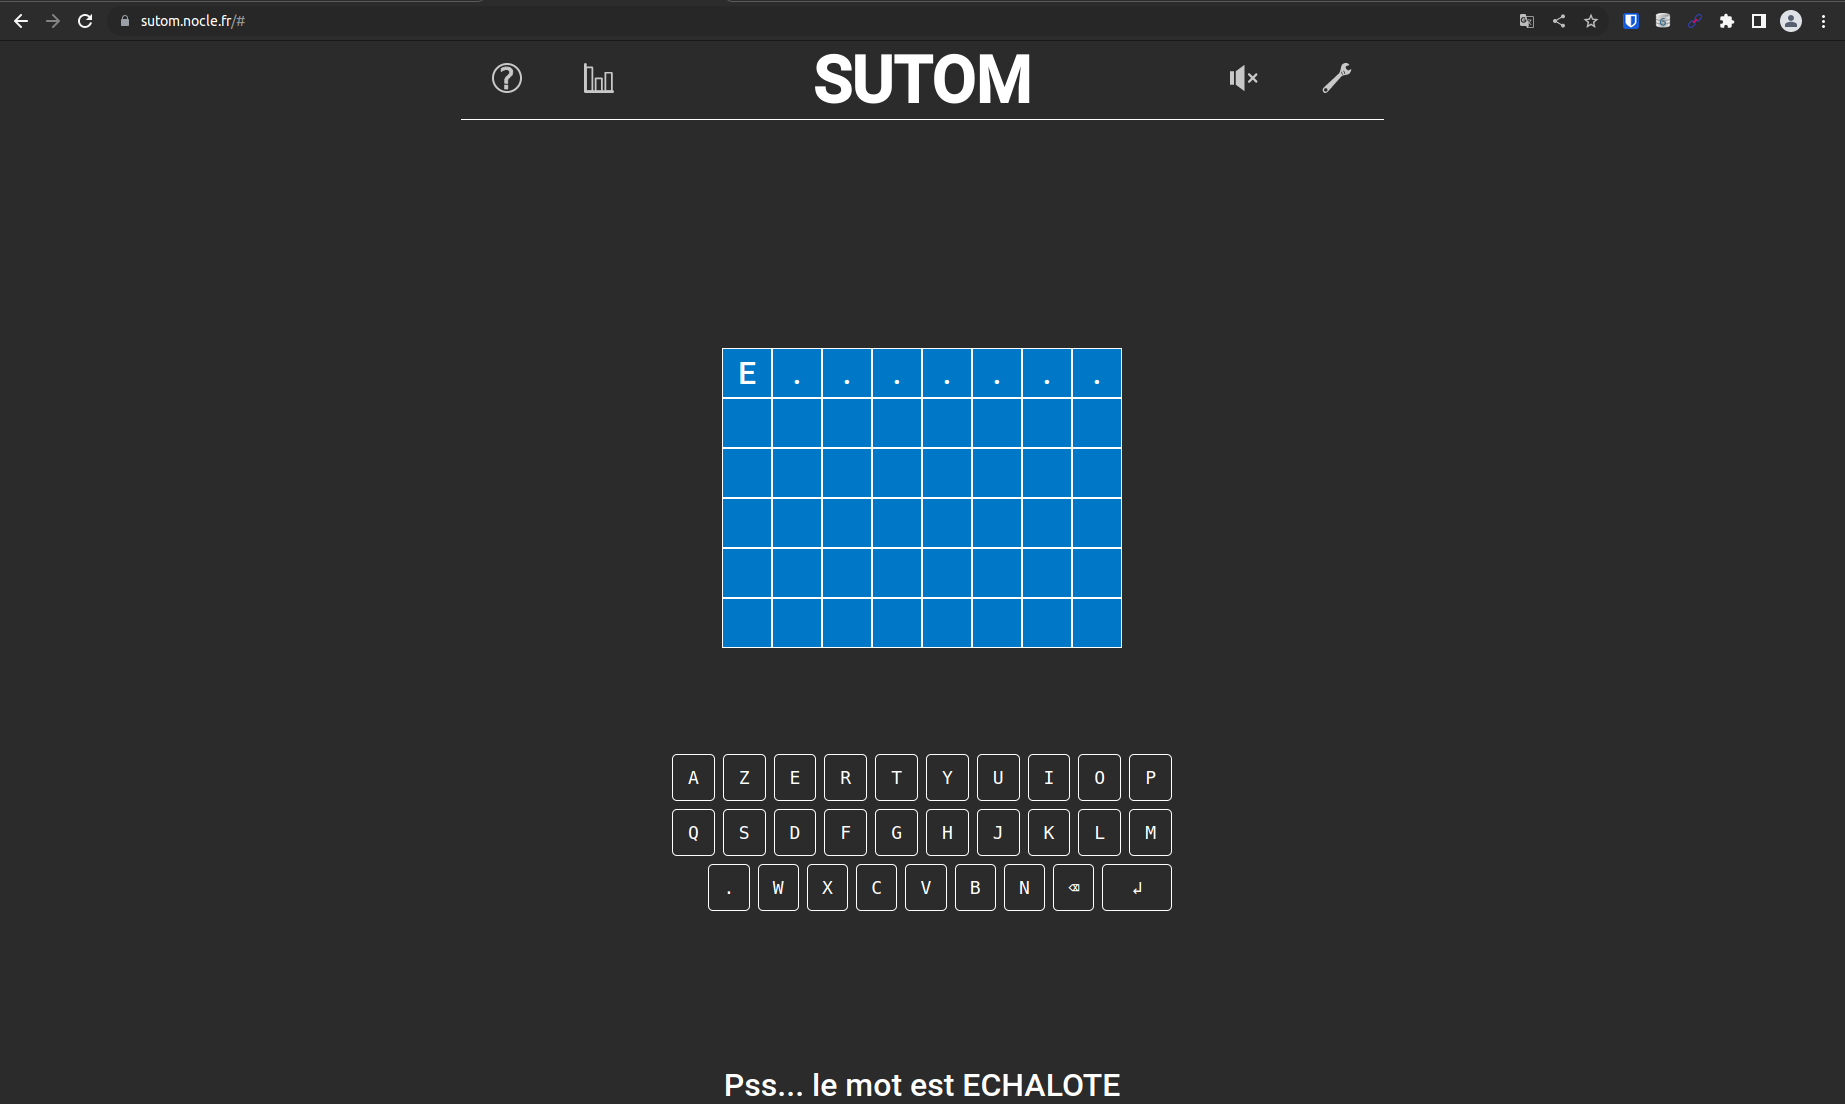 sutom.nocle.fr/#
SUTOM
E . . . . . . .
A Z E R T Y U I O P
Q S D F G H J K L M
. W X C V B N ⌫ ↲
Pss... le mot est ECHALOTE